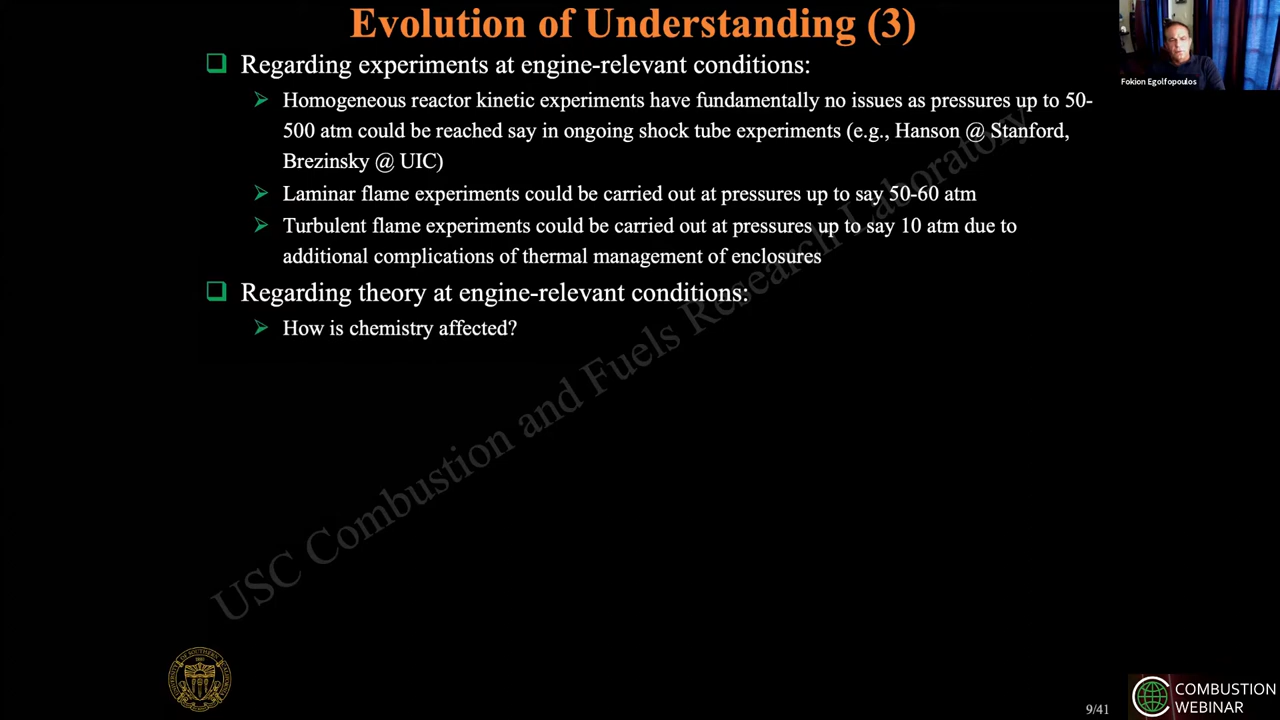 Evolution of Understanding (3)
Regarding experiments at engine-relevant conditions:
Homogeneous reactor kinetic experiments have fundamentally no issues as pressures up to 50-
500 atm could be reached say in ongoing shock tube experiments (e.g., Hanson @ Stanford,
Brezinsky @ UIC)
Laminar flame experiments could be carried out at pressures up to say 50-60 atm
Turbulent flame experiments could be carried out at pressures up to say 10 atm due to
additional complications of thermal management of enclosures
Regarding theory at engine-relevant conditions:
How is chemistry affected?
USC Combustion and Fuels Research Laboratory
Fokion Egolfopoulos
9/41
COMBUSTION
WEBINAR